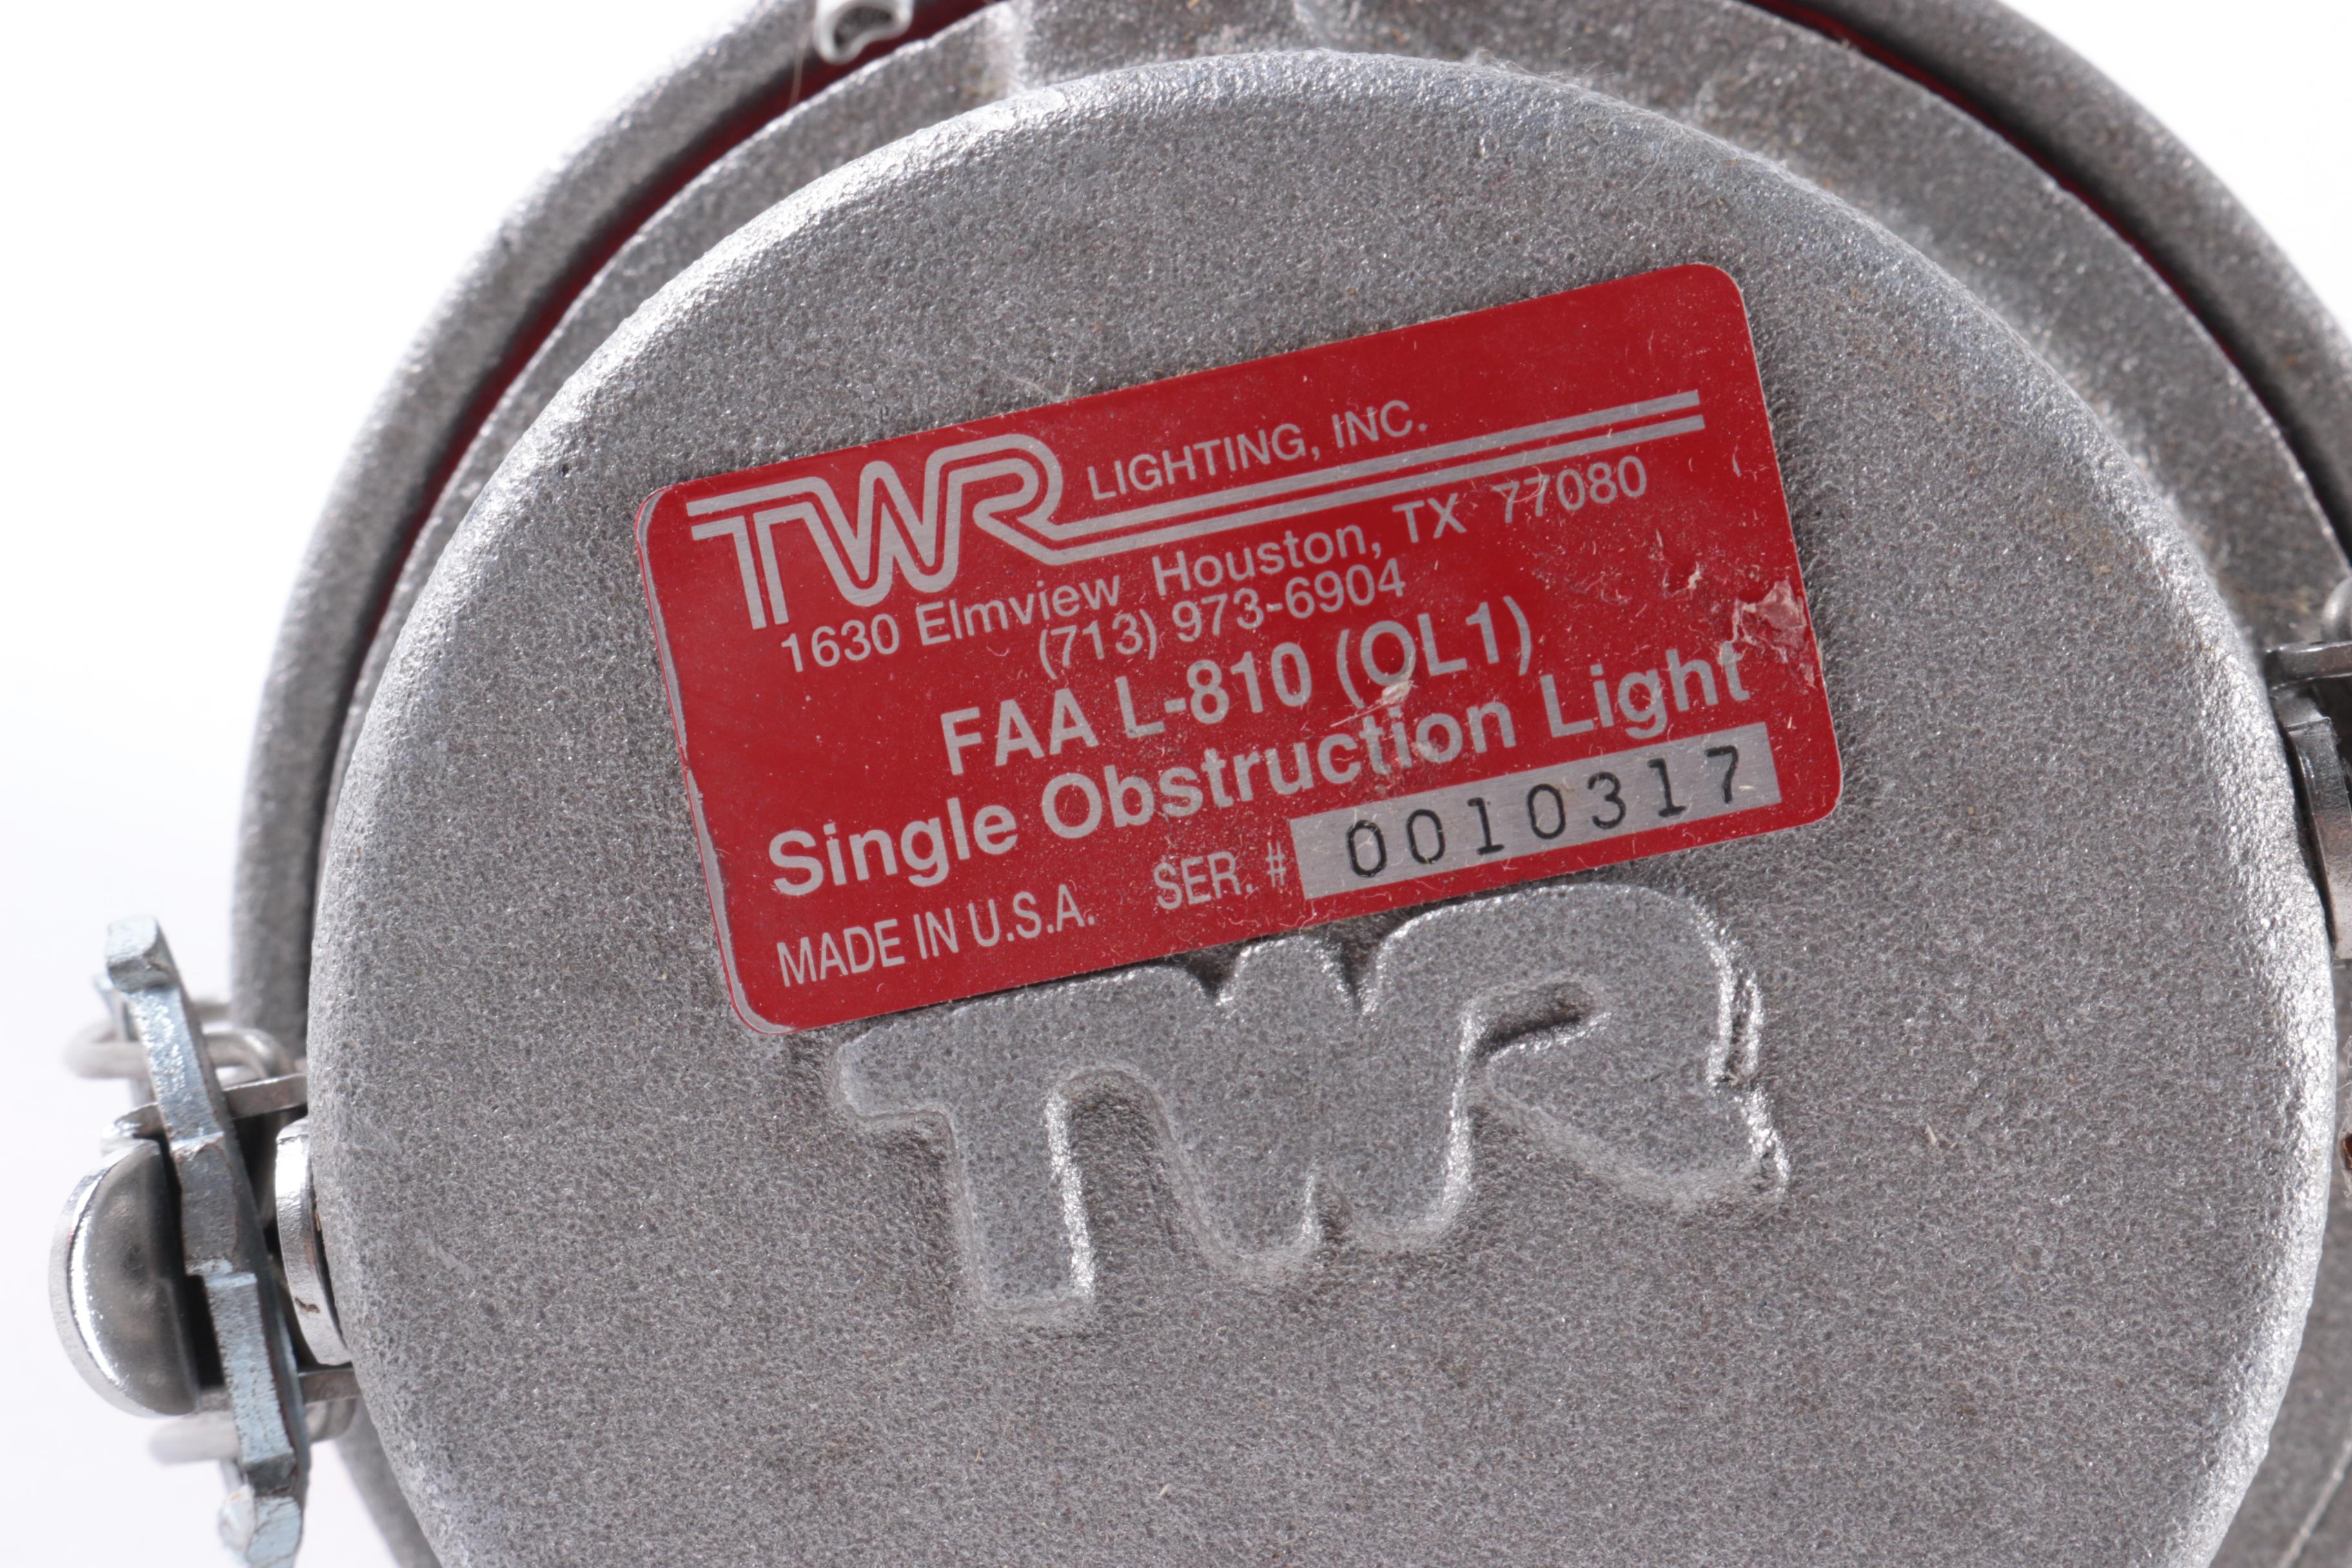 TWR LIGHTING, INC.
1630 Elmview Houston, TX 77080
(713) 973-6904
FAA L-810 (OL1)
Single Obstruction Light
MADE IN U.S.A. SER. # 0010317
TWR